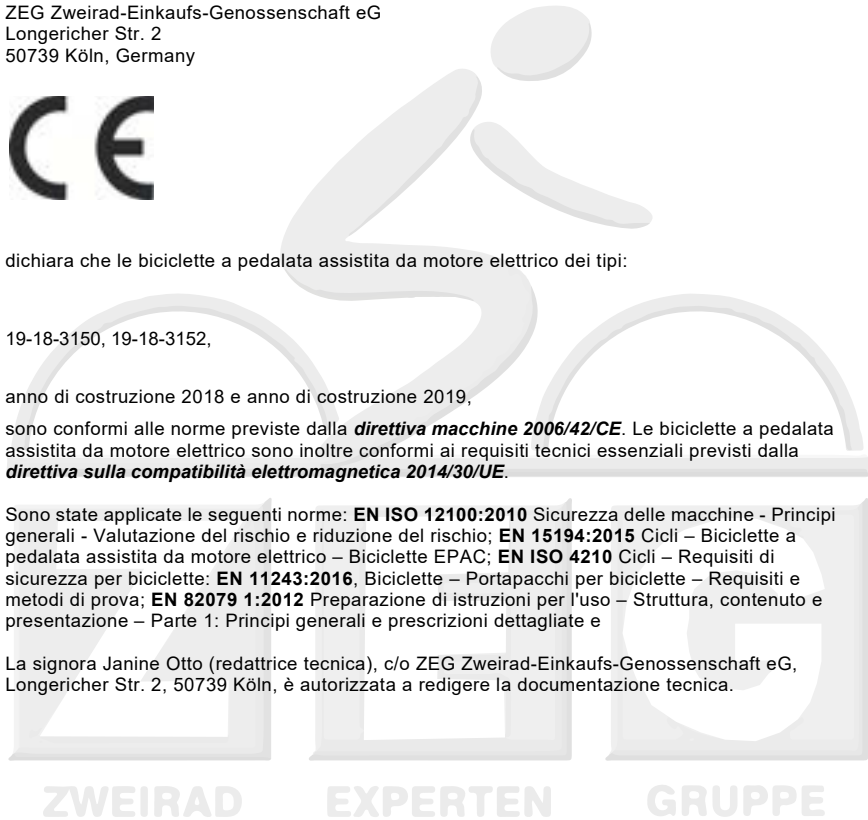 ZEG Zweirad-Einkaufs-Genossenschaft eG
Longericher Str. 2
50739 Köln, Germany
CE
dichiara che le biciclette a pedalata assistita da motore elettrico dei tipi:
19-18-3150, 19-18-3152,
anno di costruzione 2018 e anno di costruzione 2019,
sono conformi alle norme previste dalla direttiva macchine 2006/42/CE. Le biciclette a pedalata
assistita da motore elettrico sono inoltre conformi ai requisiti tecnici essenziali previsti dalla
direttiva sulla compatibilità elettromagnetica 2014/30/UE.
Sono state applicate le seguenti norme: EN ISO 12100:2010 Sicurezza delle macchine - Principi
generali - Valutazione del rischio e riduzione del rischio; EN 15194:2015 Cicli – Biciclette a
pedalata assistita da motore elettrico – Biciclette EPAC; EN ISO 4210 Cicli – Requisiti di
sicurezza per biciclette: EN 11243:2016, Biciclette – Portapacchi per biciclette – Requisiti e
metodi di prova; EN 82079 1:2012 Preparazione di istruzioni per l'uso – Struttura, contenuto e
presentazione – Parte 1: Principi generali e prescrizioni dettagliate e
La signora Janine Otto (redattrice tecnica), c/o ZEG Zweirad-Einkaufs-Genossenschaft eG,
Longericher Str. 2, 50739 Köln, è autorizzata a redigere la documentazione tecnica.
ZEG
ZWEIRAD EXPERTEN GRUPPE